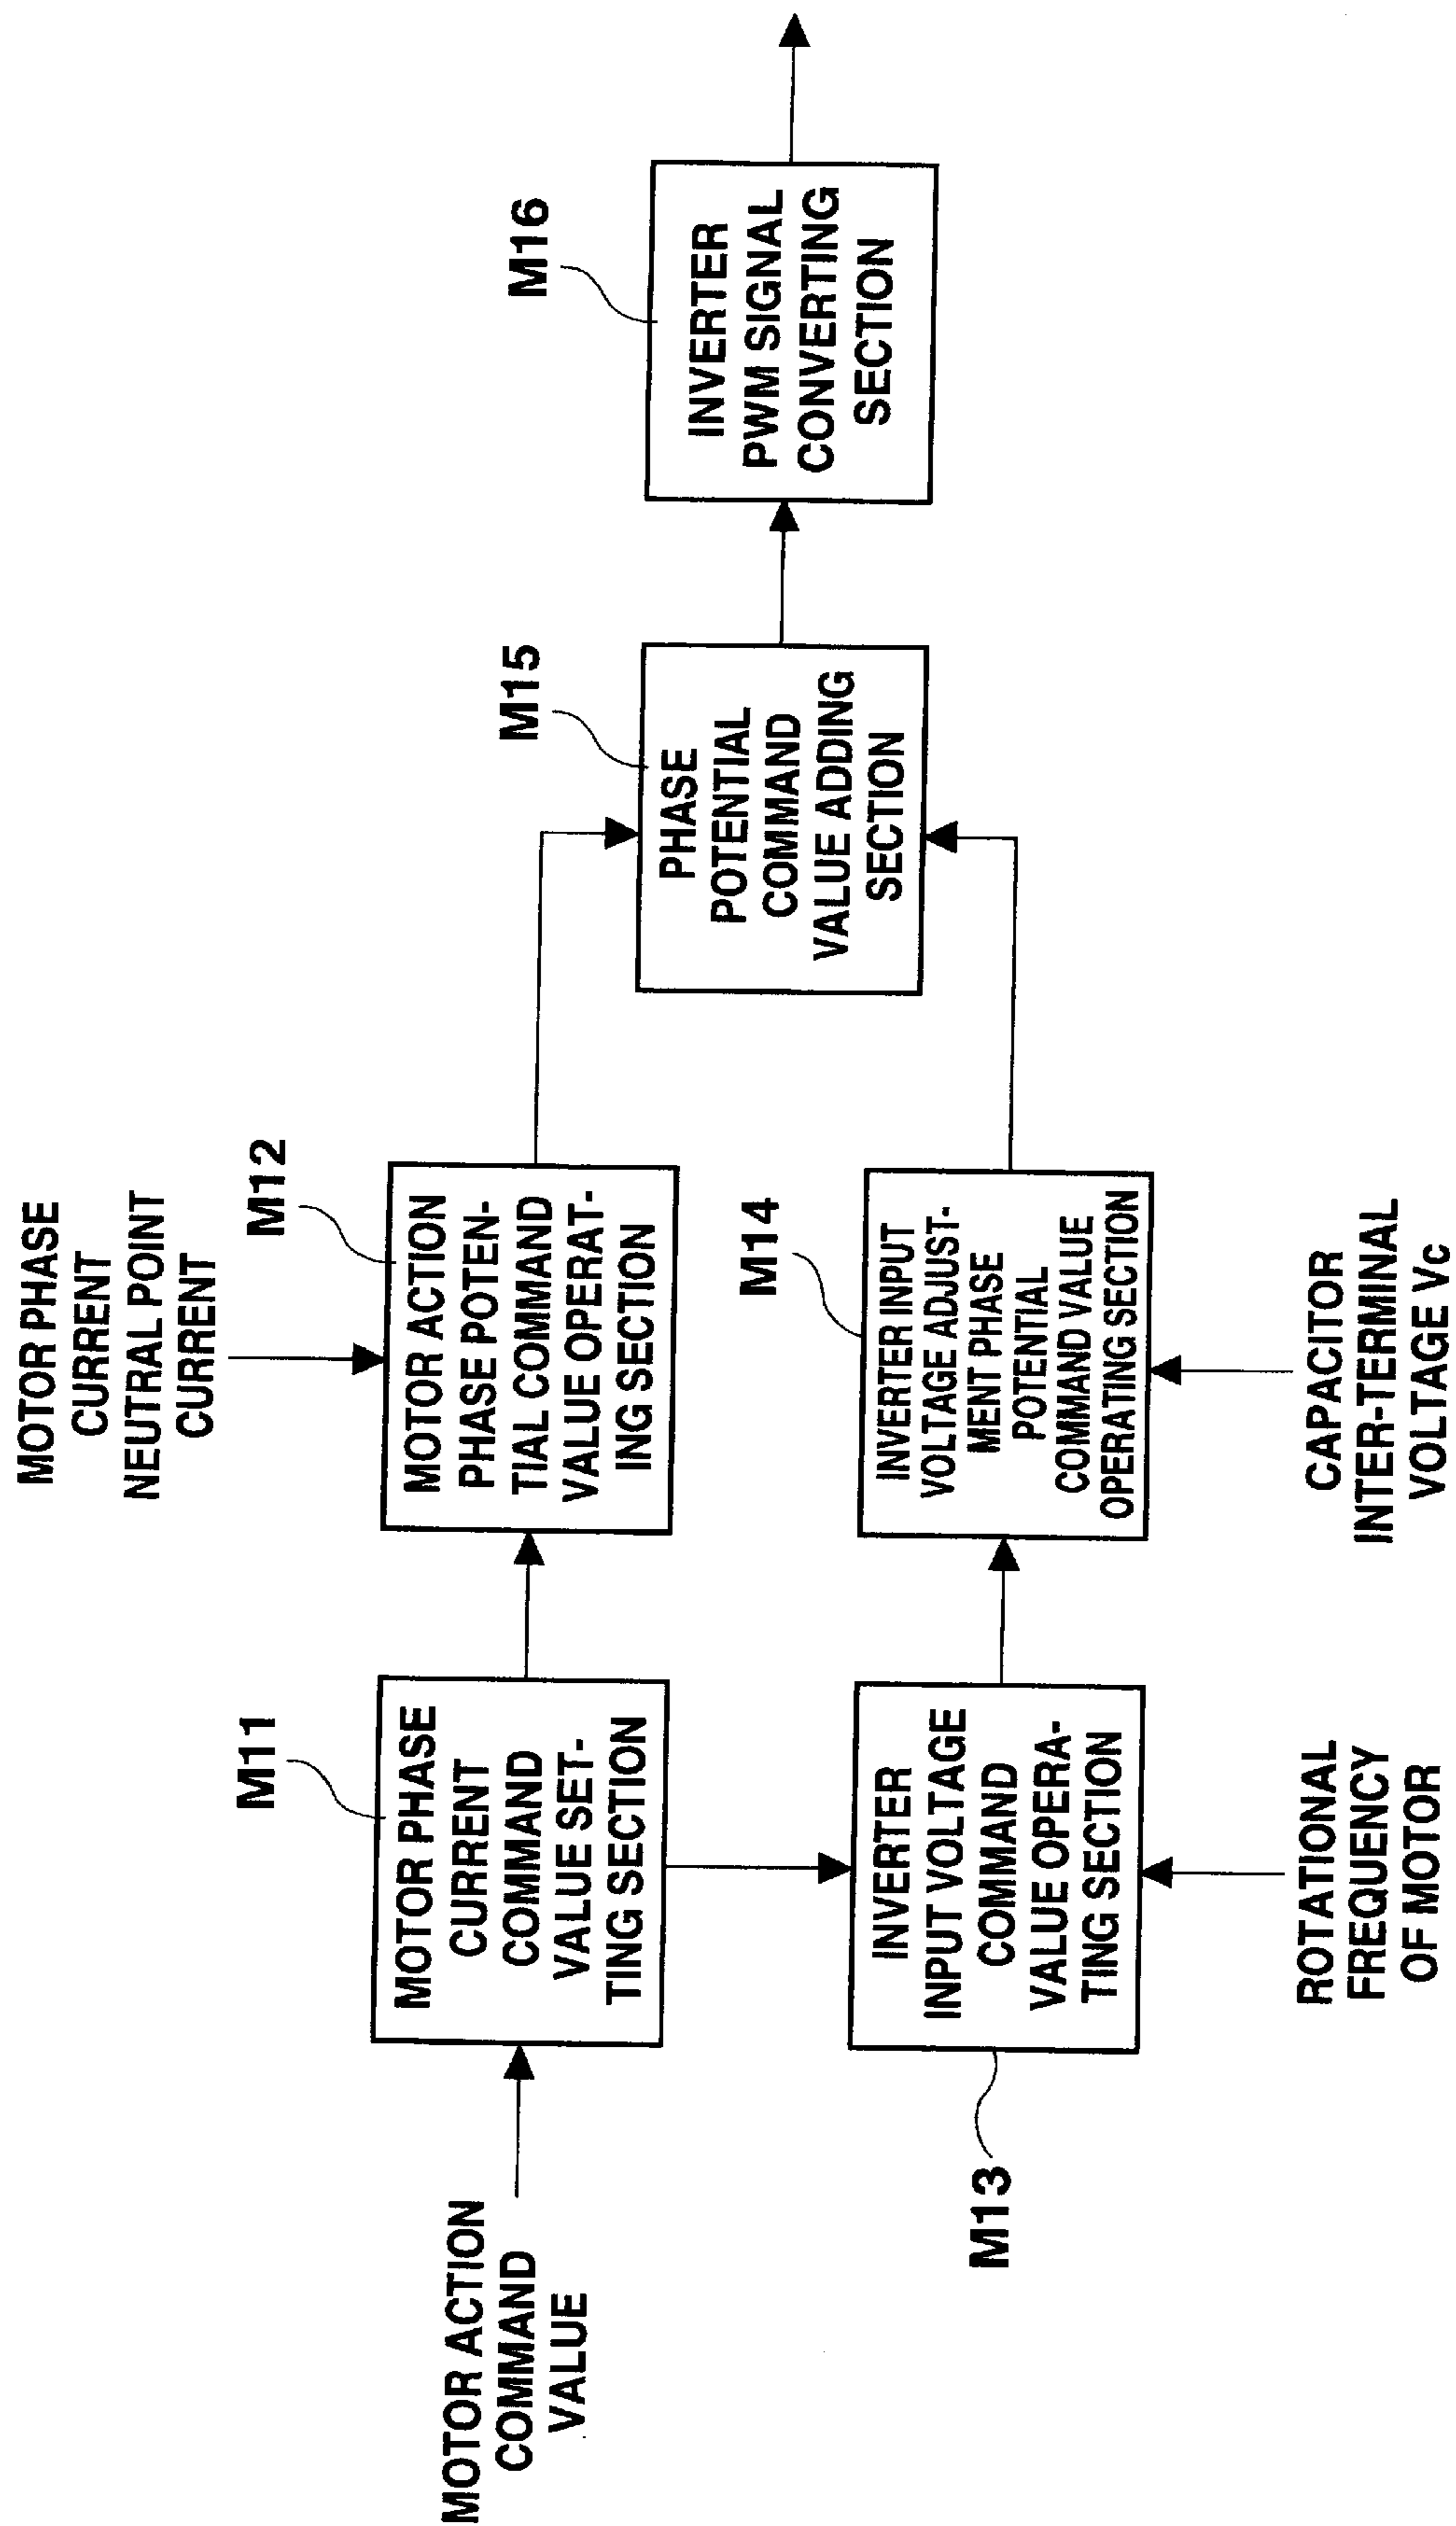 MOTOR ACTION
COMMAND
VALUE
M11
MOTOR PHASE
CURRENT
COMMAND
VALUE SET-
TING SECTION
MOTOR PHASE
CURRENT
NEUTRAL POINT
CURRENT
M12
MOTOR ACTION
PHASE POTEN-
TIAL COMMAND
VALUE OPERAT-
ING SECTION
M13
INVERTER
INPUT VOLTAGE
COMMAND
VALUE OPERA-
TING SECTION
ROTATIONAL
FREQUENCY
OF MOTOR
M14
INVERTER INPUT
VOLTAGE ADJUST-
MENT PHASE
POTENTIAL
COMMAND VALUE
OPERATING SECTION
CAPACITOR
INTER-TERMINAL
VOLTAGE Vc
M15
PHASE
POTENTIAL
COMMAND
VALUE ADDING
SECTION
M16
INVERTER
PWM SIGNAL
CONVERTING
SECTION